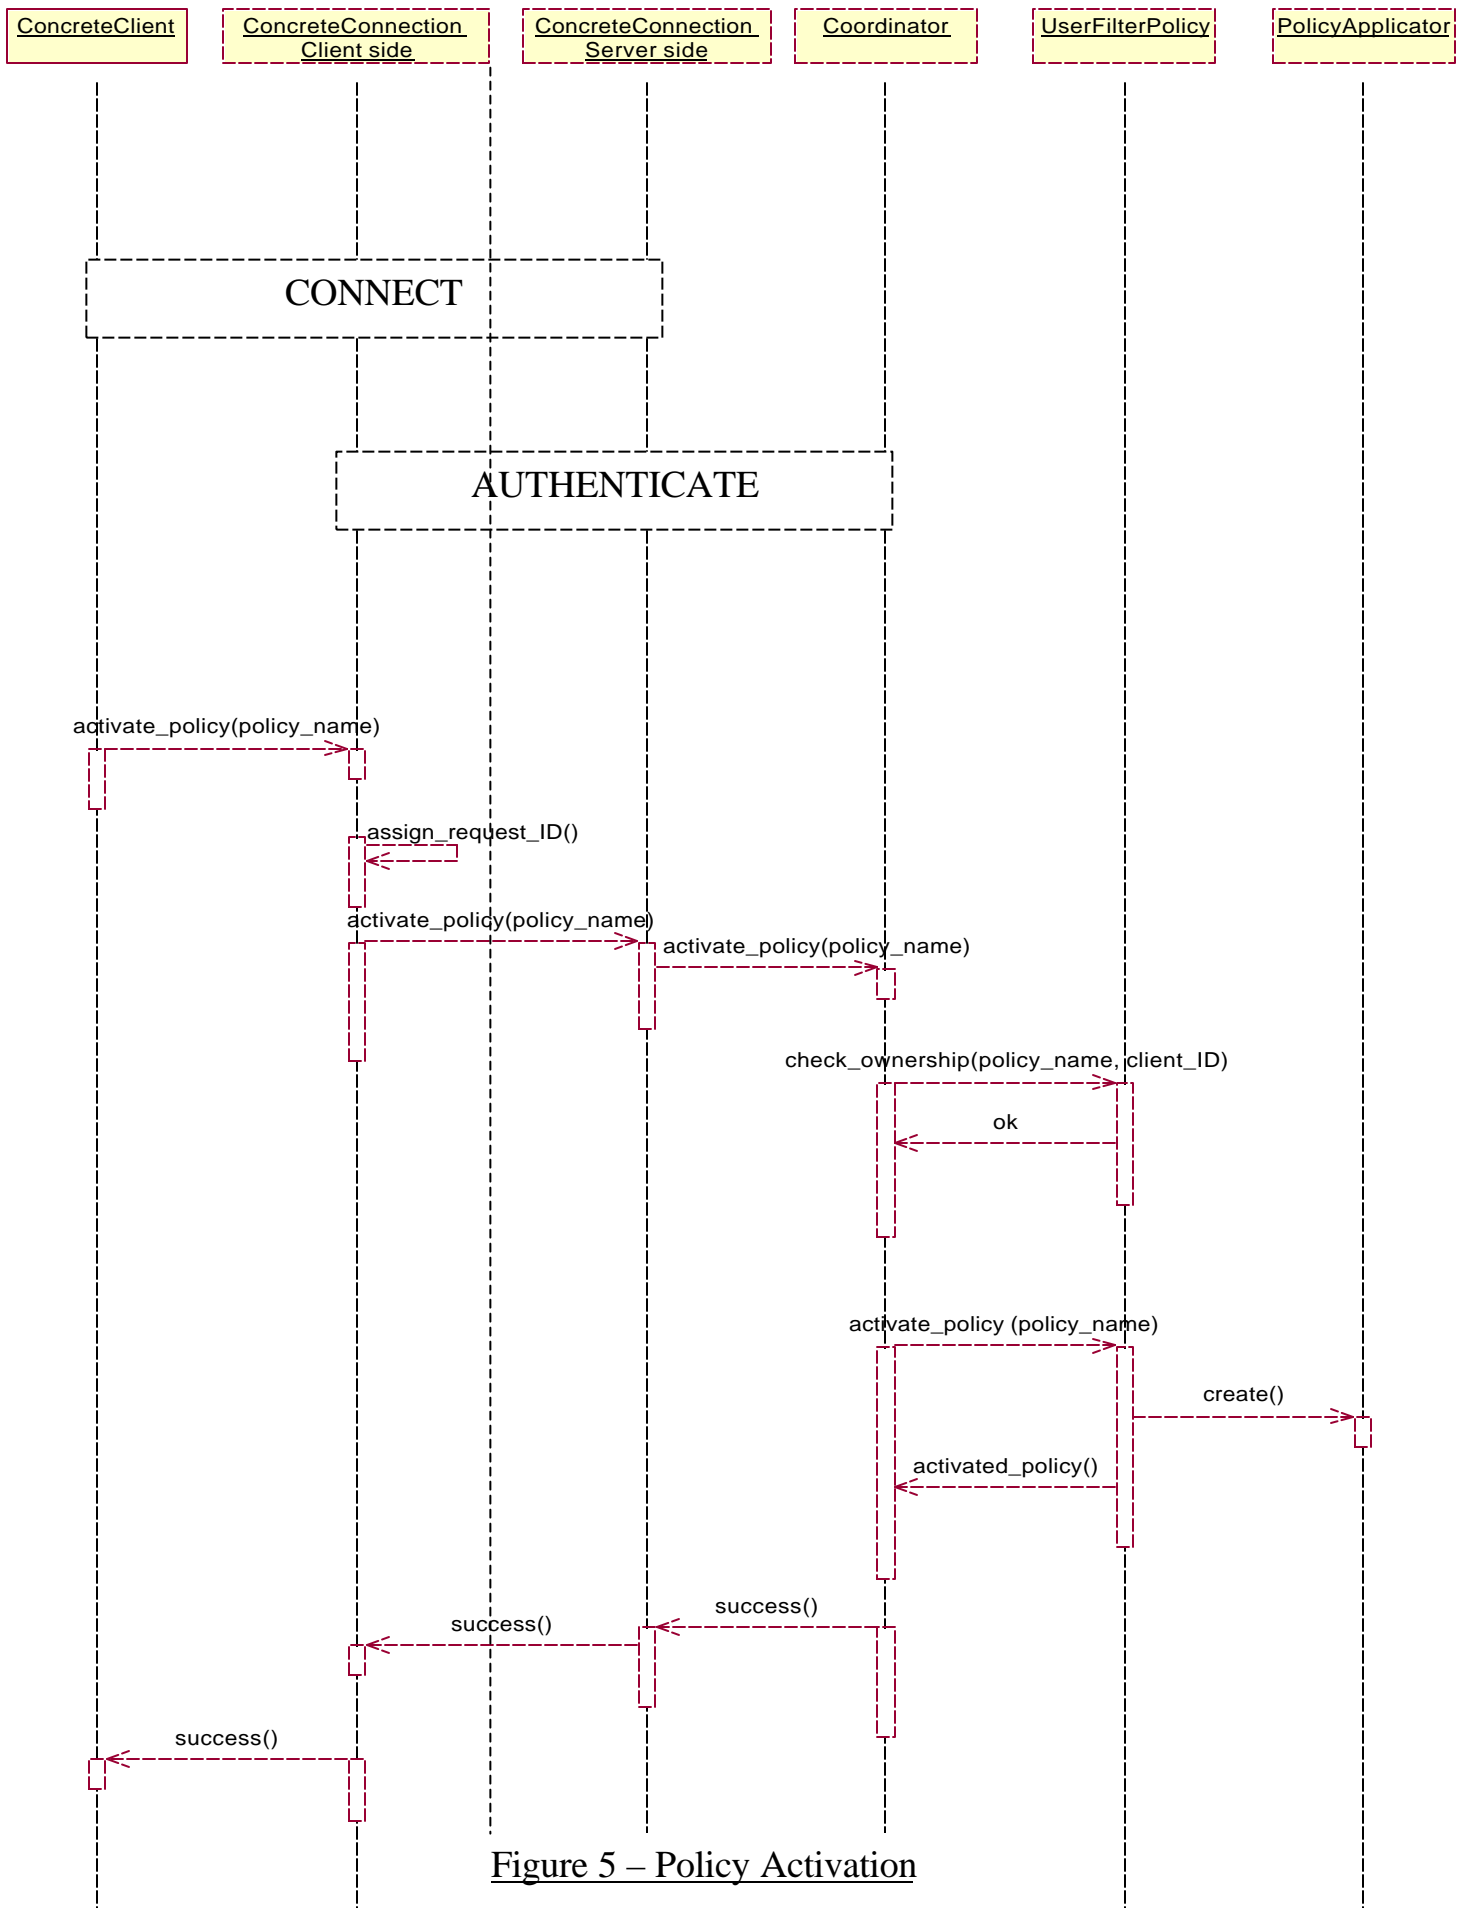 ConcreteClient
ConcreteConnection
Client side
ConcreteConnection
Server side
Coordinator
UserFilterPolicy
PolicyApplicator
CONNECT
AUTHENTICATE
activate_policy(policy_name)
assign_request_ID()
activate_policy(policy_name)
activate_policy(policy_name)
check_ownership(policy_name, client_ID)
ok
activate_policy (policy_name)
create()
activated_policy()
success()
success()
success()
Figure 5 – Policy Activation